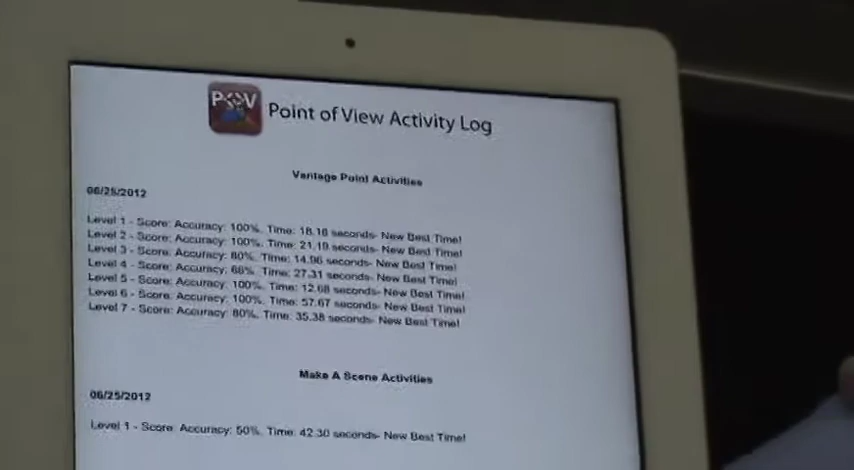 POV
Point of View Activity Log
Vantage Point Activities
06/25/2012
Level 1 - Score: Accuracy: 100%. Time: 18.18 seconds- New Best Time!
Level 2 - Score: Accuracy: 100%. Time: 21.19 seconds- New Best Time!
Level 3 - Score: Accuracy: 80%. Time: 14.96 seconds- New Best Time!
Level 4 - Score: Accuracy: 66%. Time: 27.31 seconds- New Best Time!
Level 5 - Score: Accuracy: 100%. Time: 12.68 seconds- New Best Time!
Level 6 - Score: Accuracy: 100%. Time: 57.67 seconds- New Best Time!
Level 7 - Score: Accuracy: 80%. Time: 35.38 seconds- New Best Time!
Make A Scene Activities
06/25/2012
Level 1 - Score: Accuracy: 50%. Time: 42.30 seconds- New Best Time!